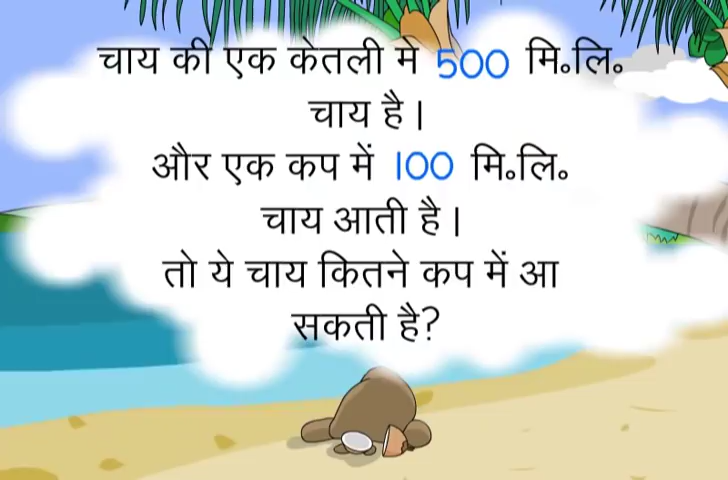 चाय की एक केतली मे 500 मि॰लि॰
चाय है |
और एक कप में 100 मि॰लि॰
चाय आती है |
तो ये चाय कितने कप में आ
सकती है?